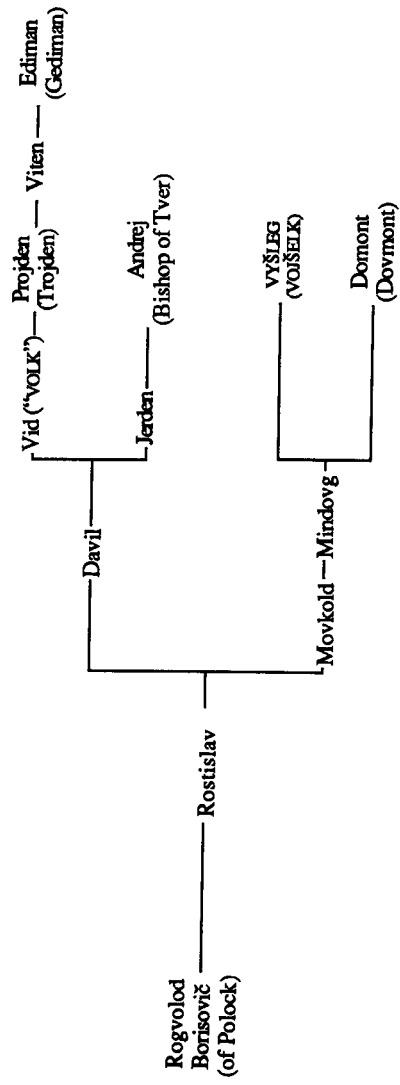 Rogvolod
Borisovič
(of Polock)
Rostislav
Davil
Vid ("VOLK")
Projden
(Trojden)
Viten
Ediman
(Gediman)
Jerden
Andrej
(Bishop of Tver)
Movkold
Mindovg
VYŠLEG
(VOJŠELK)
Domont
(Dovmont)